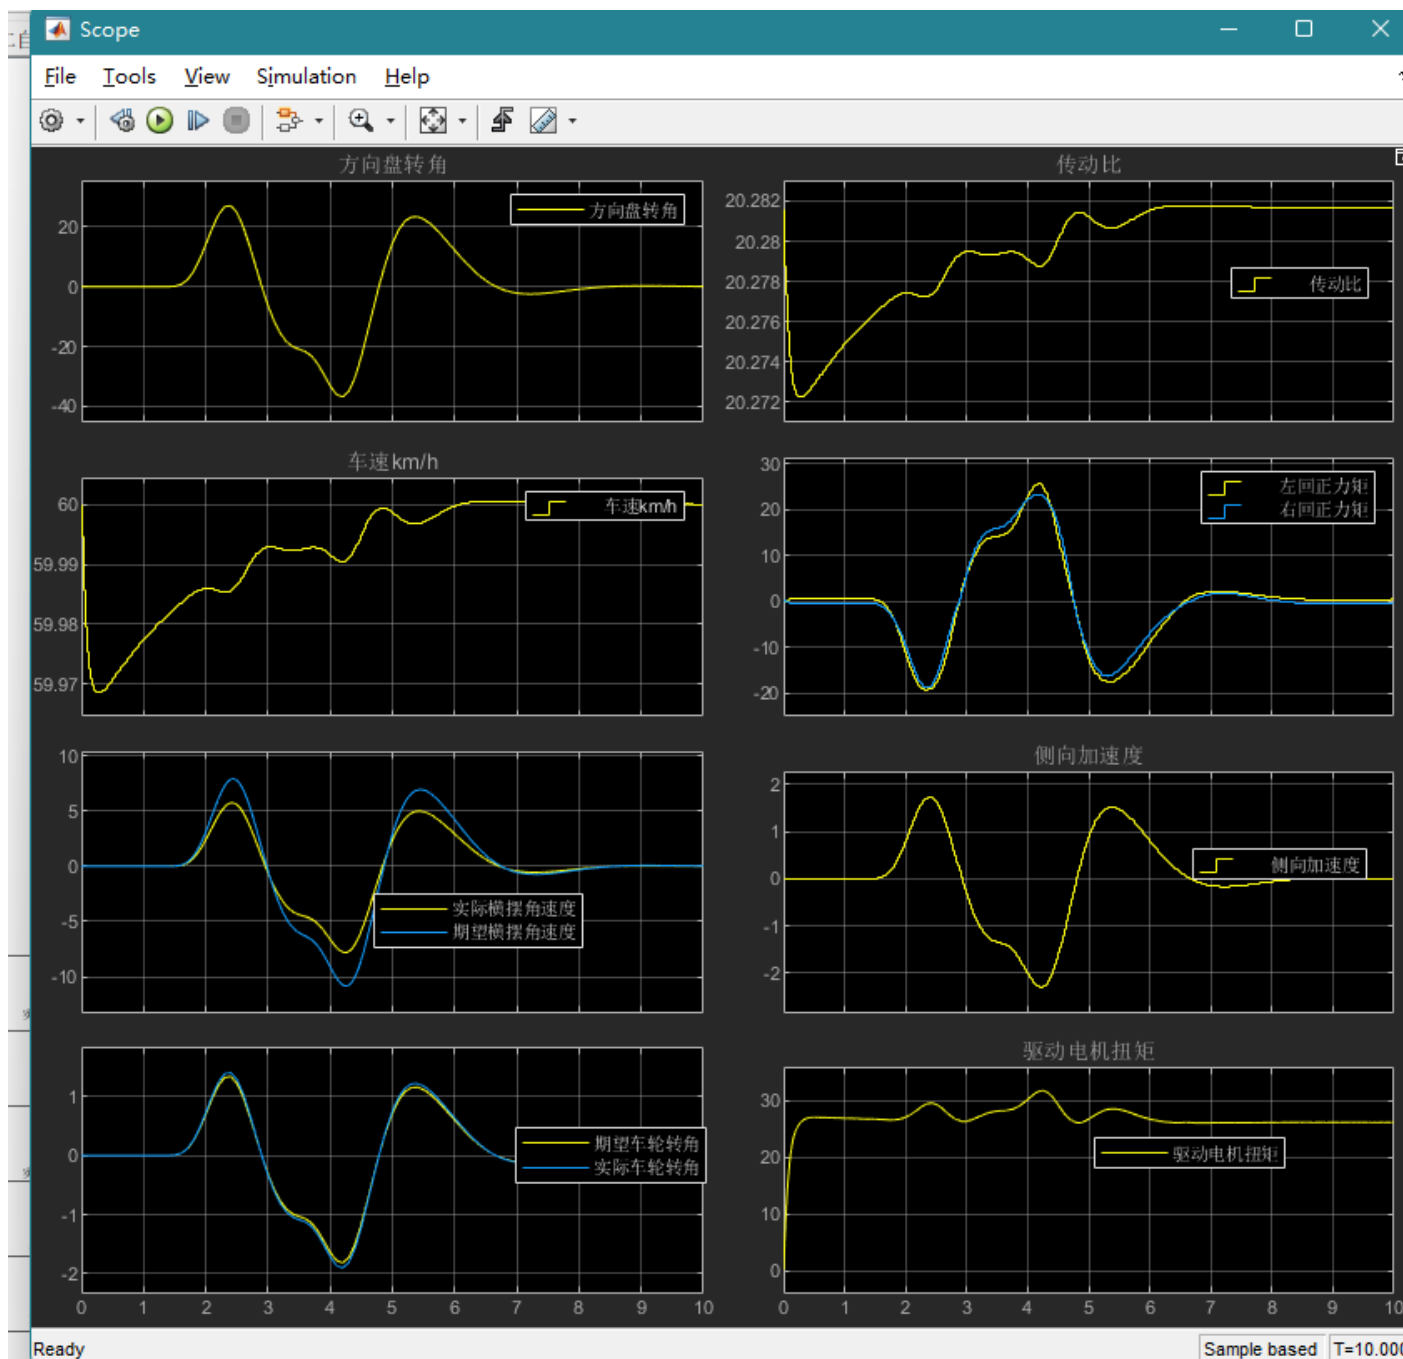 Scope
File Tools View Simulation Help
方向盘转角
方向盘转角
20
0
-20
-40
传动比
传动比
20.282
20.28
20.278
20.276
20.274
20.272
车速km/h
车速km/h
60
59.99
59.98
59.97
左回正力矩
右回正力矩
30
20
10
0
-10
-20
10
5
0
-5
-10
实际横摆角速度
期望横摆角速度
侧向加速度
侧向加速度
2
1
0
-1
-2
1
0
-1
-2
期望车轮转角
实际车轮转角
0 1 2 3 4 5 6 7 8 9 10
驱动电机扭矩
驱动电机扭矩
30
20
10
0
0 1 2 3 4 5 6 7 8 9 10
Ready
Sample based T=10.000